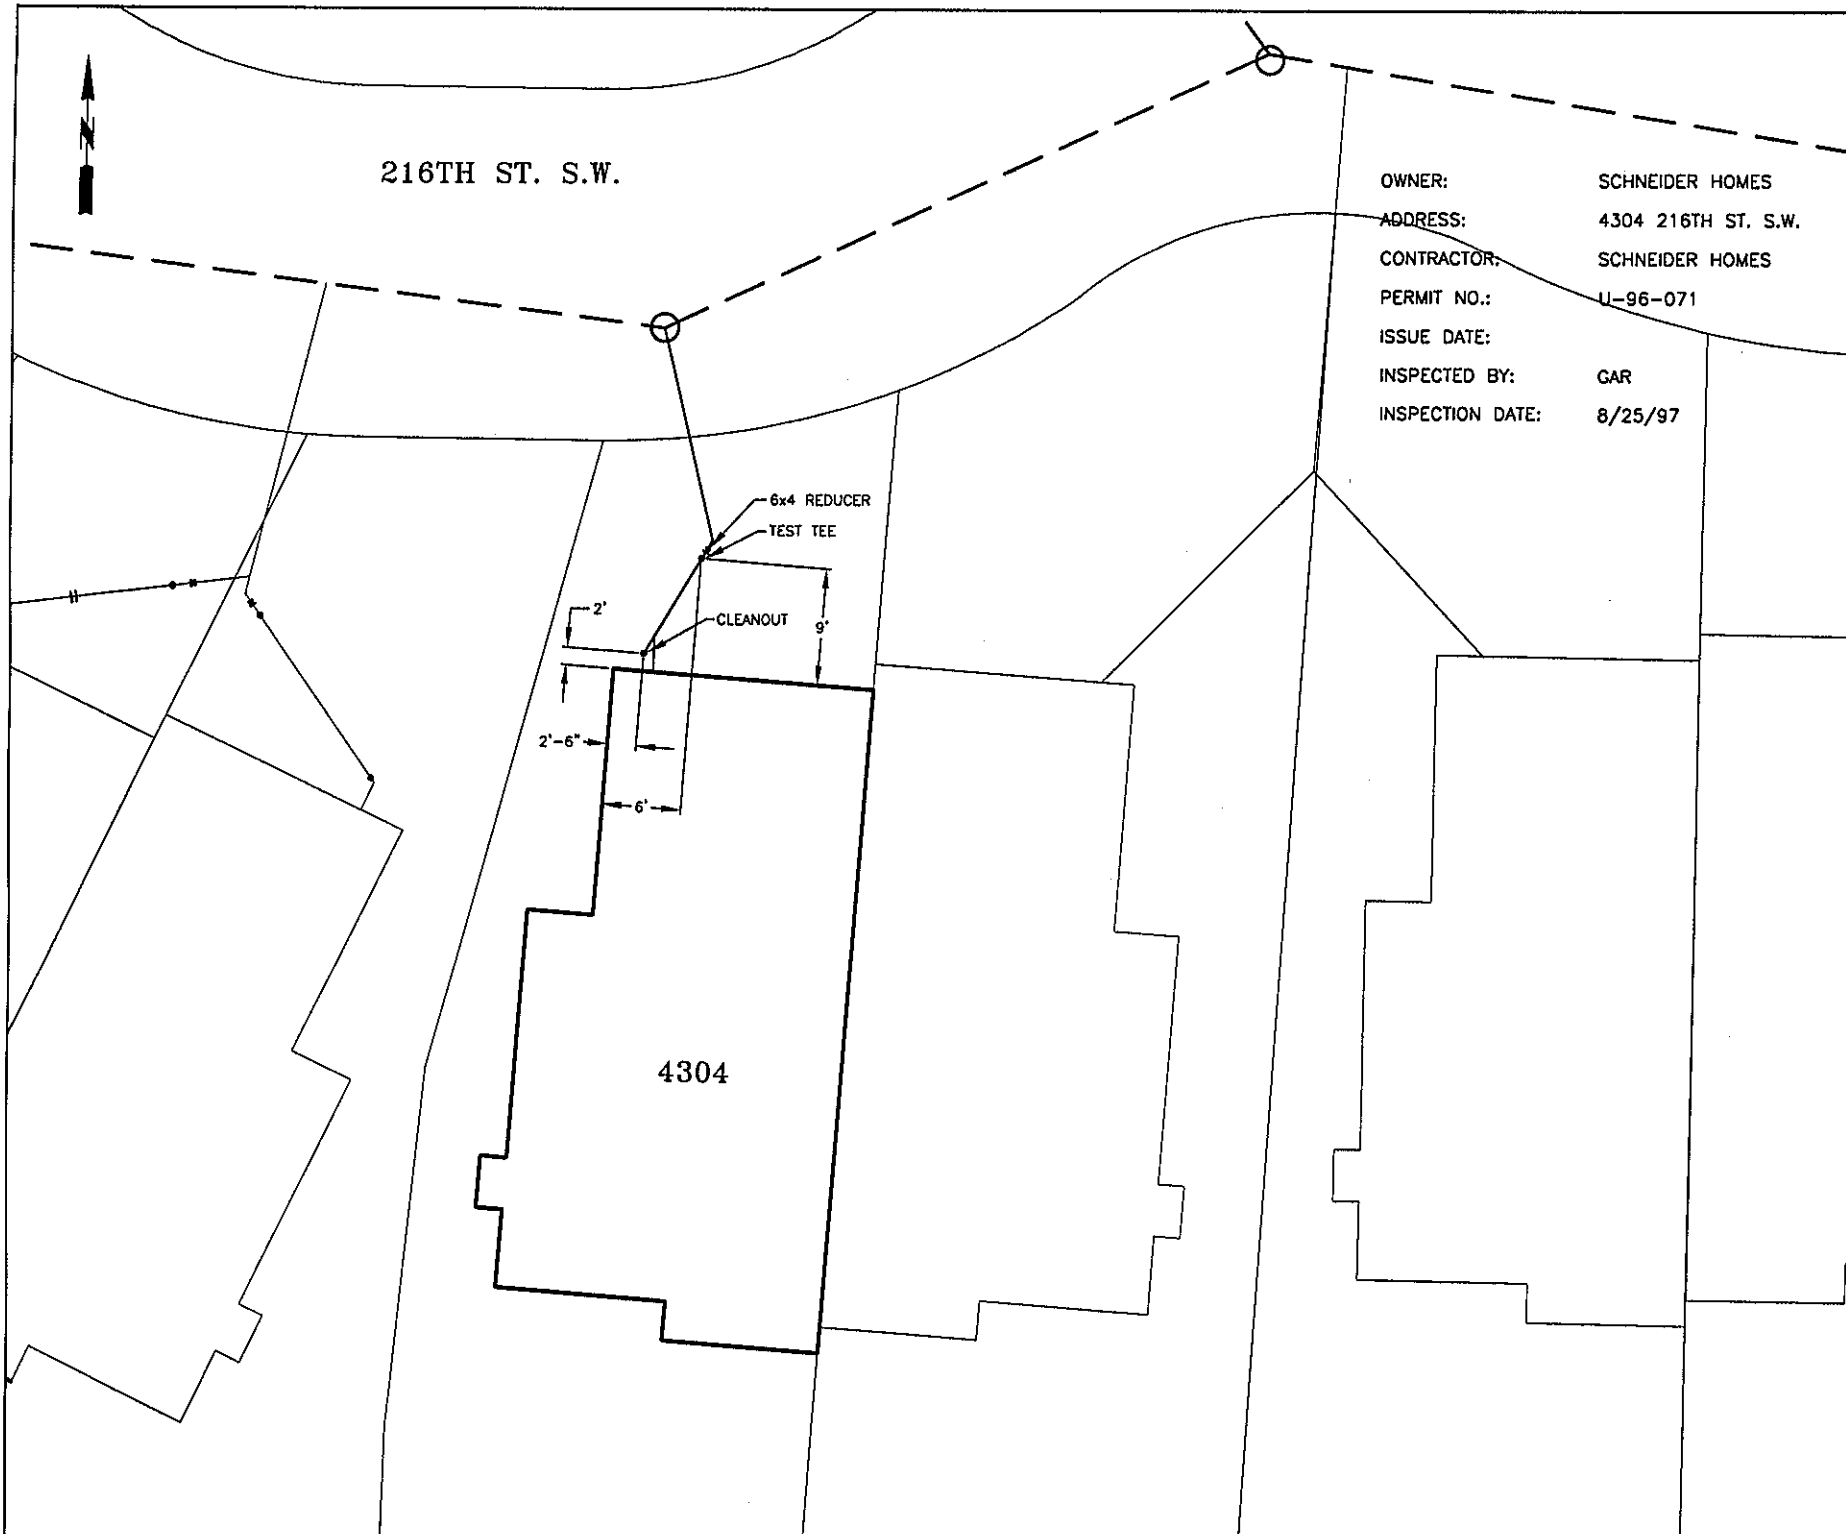 N
216TH ST. S.W.
OWNER: SCHNEIDER HOMES
ADDRESS: 4304 216TH ST. S.W.
CONTRACTOR: SCHNEIDER HOMES
PERMIT NO.: U-96-071
ISSUE DATE:
INSPECTED BY: GAR
INSPECTION DATE: 8/25/97
6x4 REDUCER
TEST TEE
2'
CLEANOUT
9'
2'-6"
6'
4304